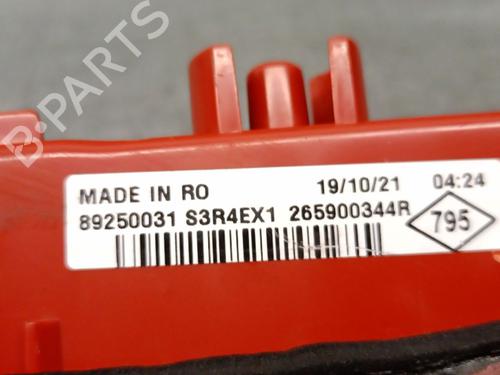 B-PARTS
MADE IN RO 19/10/21 04:24
89250031 S3R4EX1 265900344R 795